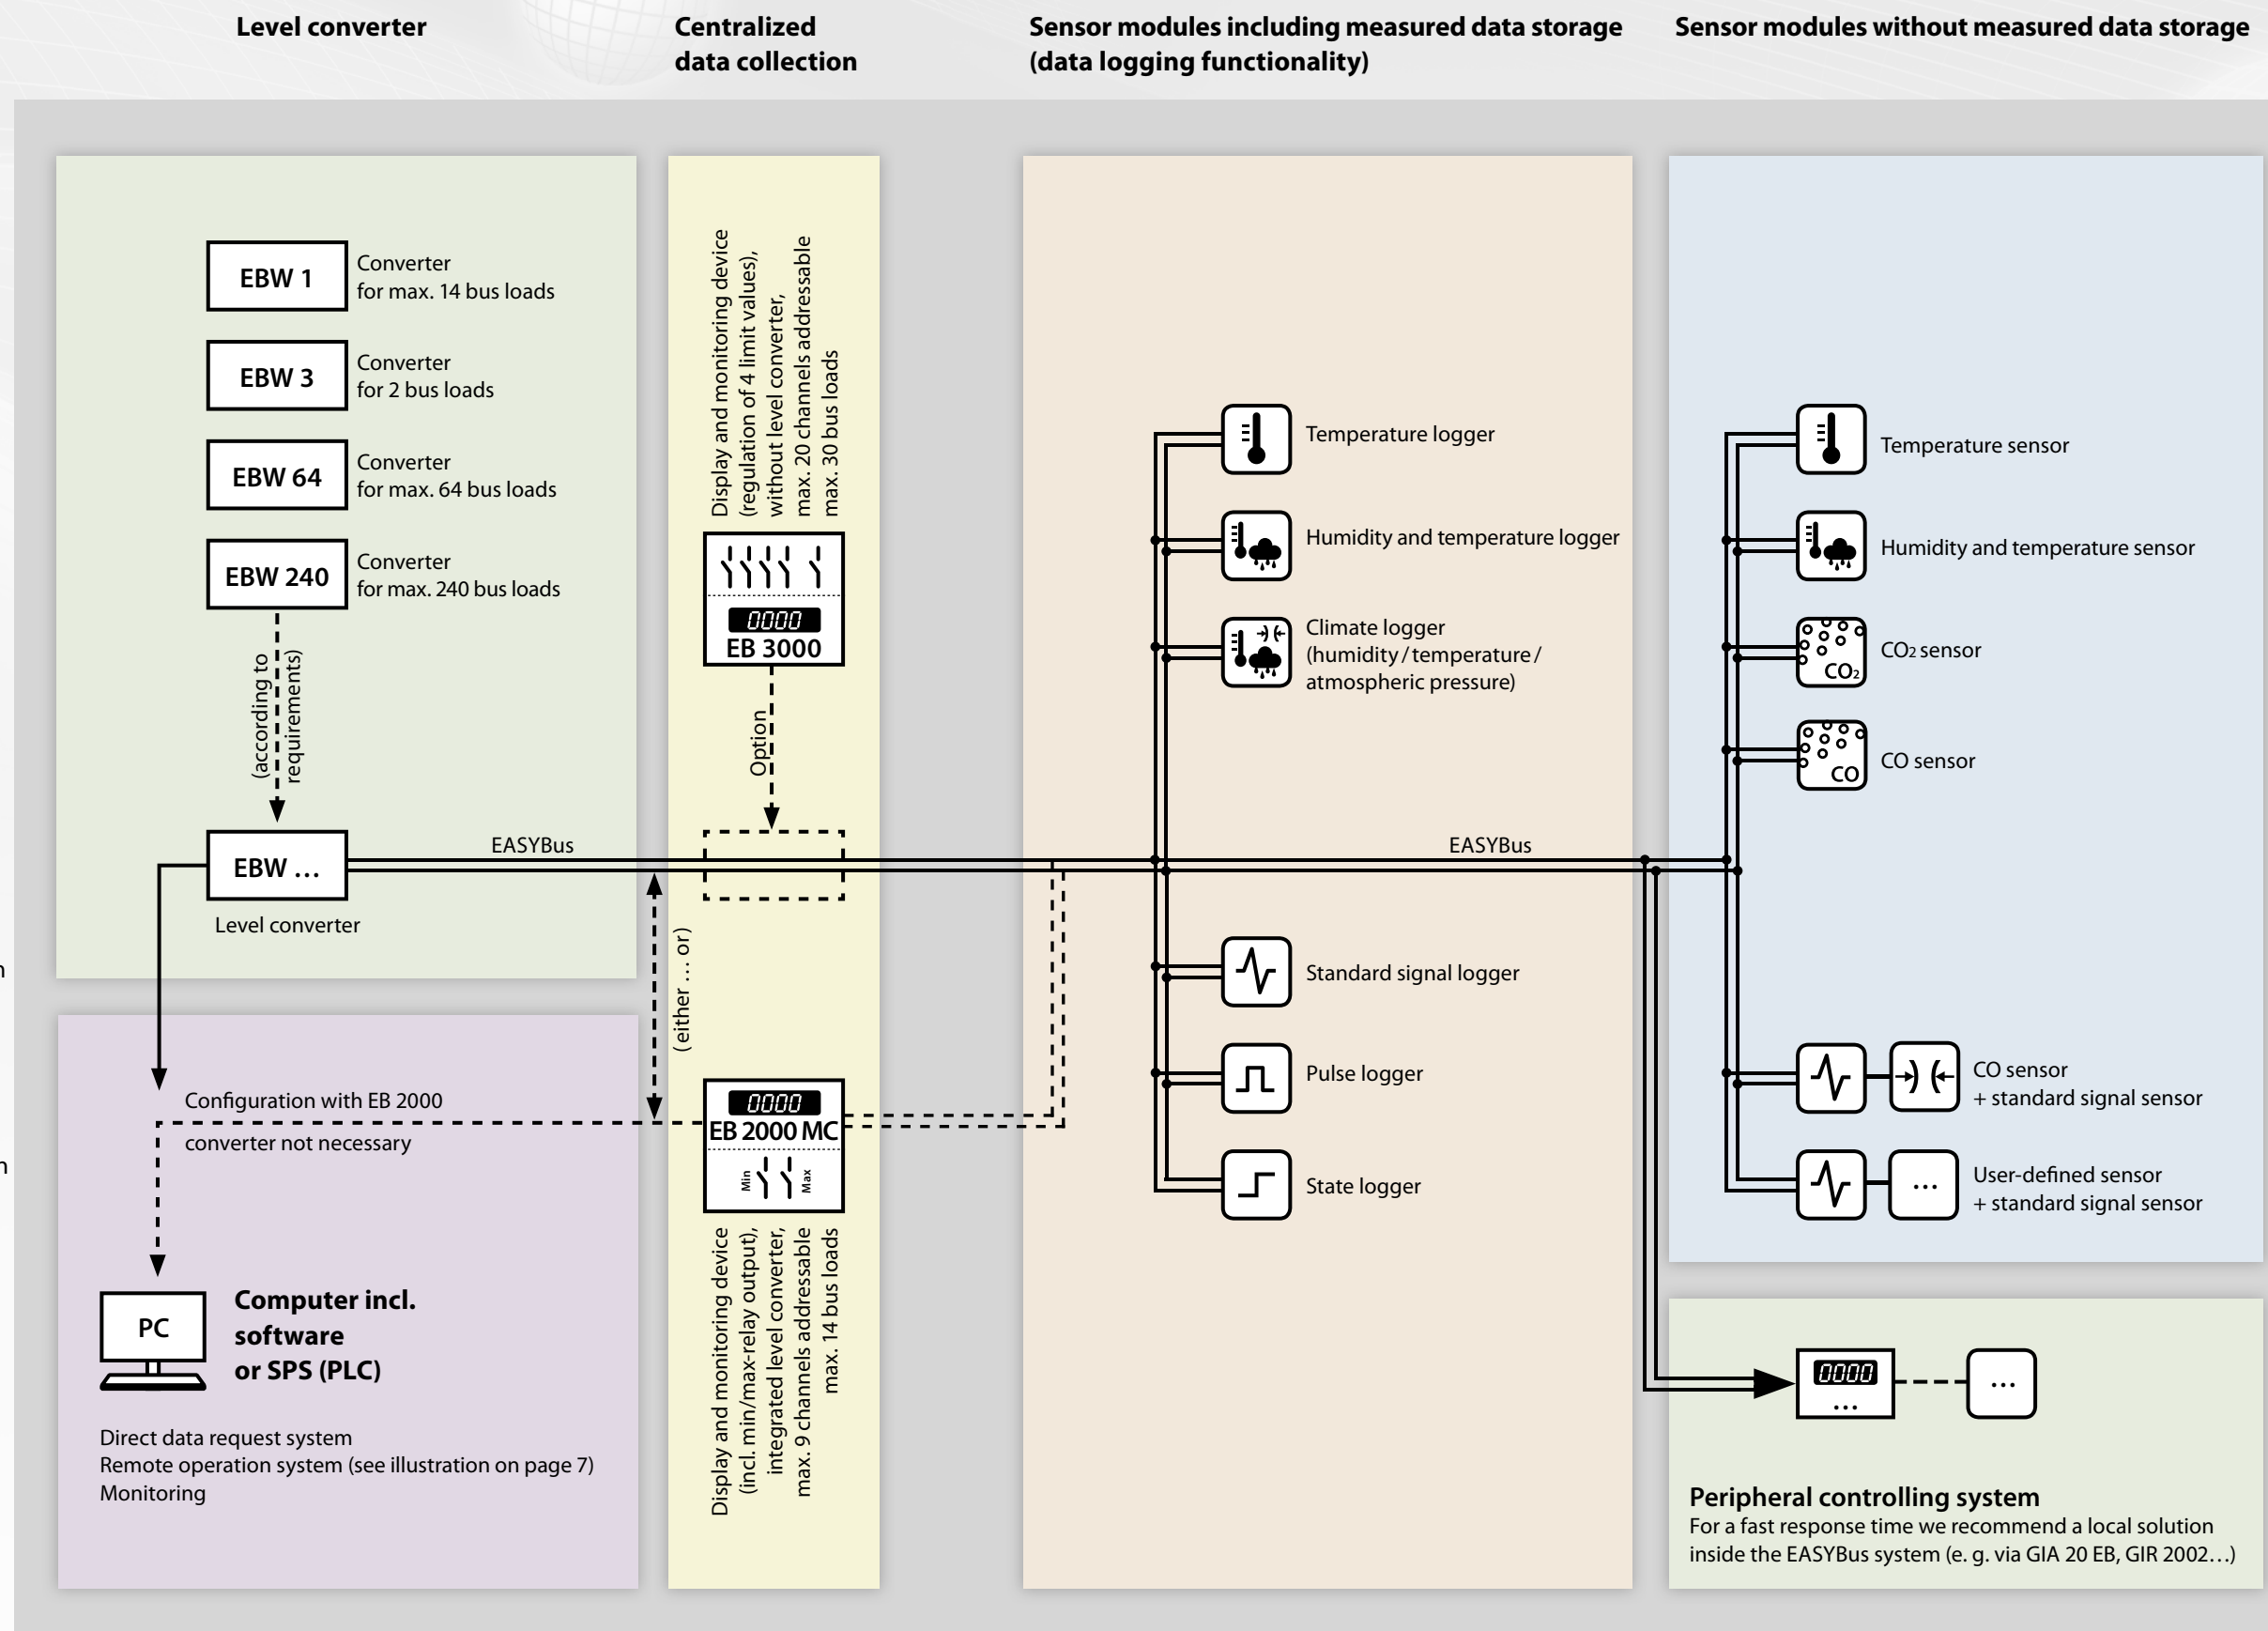 Level converter
Centralized
data collection
Sensor modules including measured data storage
(data logging functionality)
Sensor modules without measured data storage
EBW 1
Converter
for max. 14 bus loads
EBW 3
Converter
for 2 bus loads
EBW 64
Converter
for max. 64 bus loads
EBW 240
Converter
for max. 240 bus loads
(according to
requirements)
EBW …
Level converter
EASYBus
Display and monitoring device
(regulation of 4 limit values),
without level converter,
max. 20 channels addressable
max. 30 bus loads
0000
EB 3000
Option
(either … or)
0000
EB 2000 MC
Min
Max
Display and monitoring device
(incl. min/max-relay output),
integrated level converter,
max. 9 channels addressable
max. 14 bus loads
n
n
Configuration with EB 2000
converter not necessary
PC
Computer incl.
software
or SPS (PLC)
Direct data request system
Remote operation system (see illustration on page 7)
Monitoring
Temperature logger
Humidity and temperature logger
Climate logger
(humidity / temperature /
atmospheric pressure)
EASYBus
Standard signal logger
Pulse logger
State logger
Temperature sensor
Humidity and temperature sensor
CO2
CO2 sensor
CO
CO sensor
CO sensor
+ standard signal sensor
...
User-defined sensor
+ standard signal sensor
0000
...
...
Peripheral controlling system
For a fast response time we recommend a local solution
inside the EASYBus system (e. g. via GIA 20 EB, GIR 2002…)